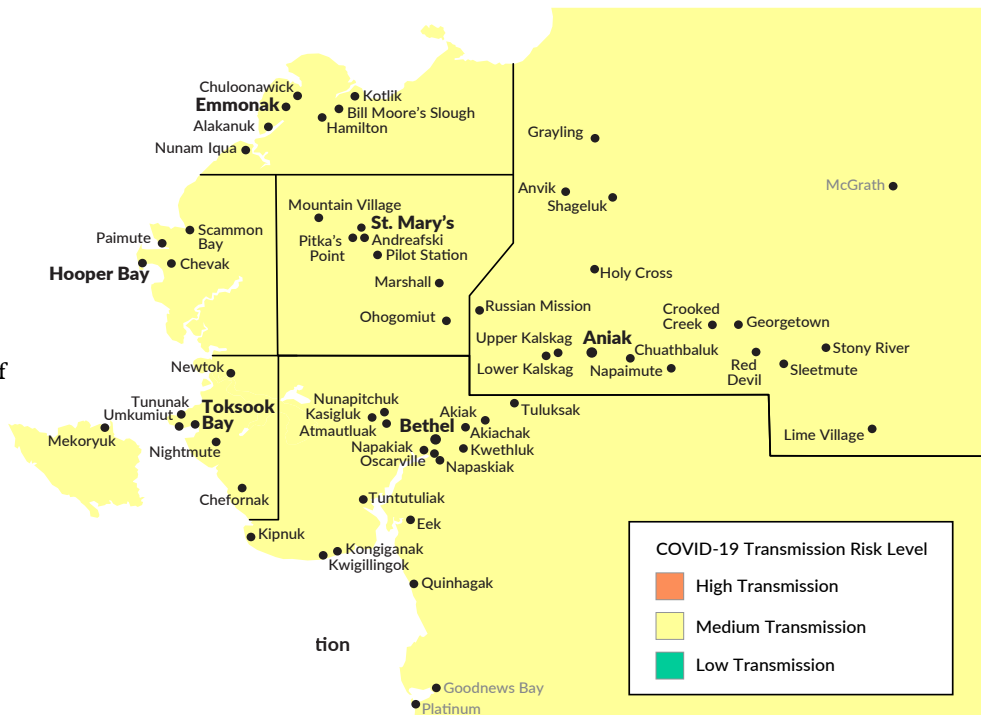 Chuloonawick
Emmonak
Alakanuk
Nunam Iqua
Kotlik
Bill Moore's Slough
Hamilton
Grayling
Anvik
Shageluk
McGrath
Mountain Village
St. Mary's
Pitka's
Point
Andreafski
Pilot Station
Marshall
Ohogomiut
Scammon
Bay
Paimute
Chevak
Hooper Bay
Holy Cross
Russian Mission
Crooked
Creek
Georgetown
Upper Kalskag
Aniak
Lower Kalskag
Chuathbaluk
Napaimute
Red
Devil
Stony River
Sleetmute
Lime Village
f
Newtok
Tununak
Umkumiut
Toksook
Bay
Mekoryuk
Nightmute
Chefornak
Nunapitchuk
Kasigluk
Atmautluak
Bethel
Akiak
Akiachak
Tuluksak
Napakiak
Kwethluk
Oscarville
Napaskiak
Tuntutuliak
Eek
Kipnuk
Kongiganak
Kwigillingok
Quinhagak
tion
Goodnews Bay
Platinum
COVID-19 Transmission Risk Level
High Transmission
Medium Transmission
Low Transmission